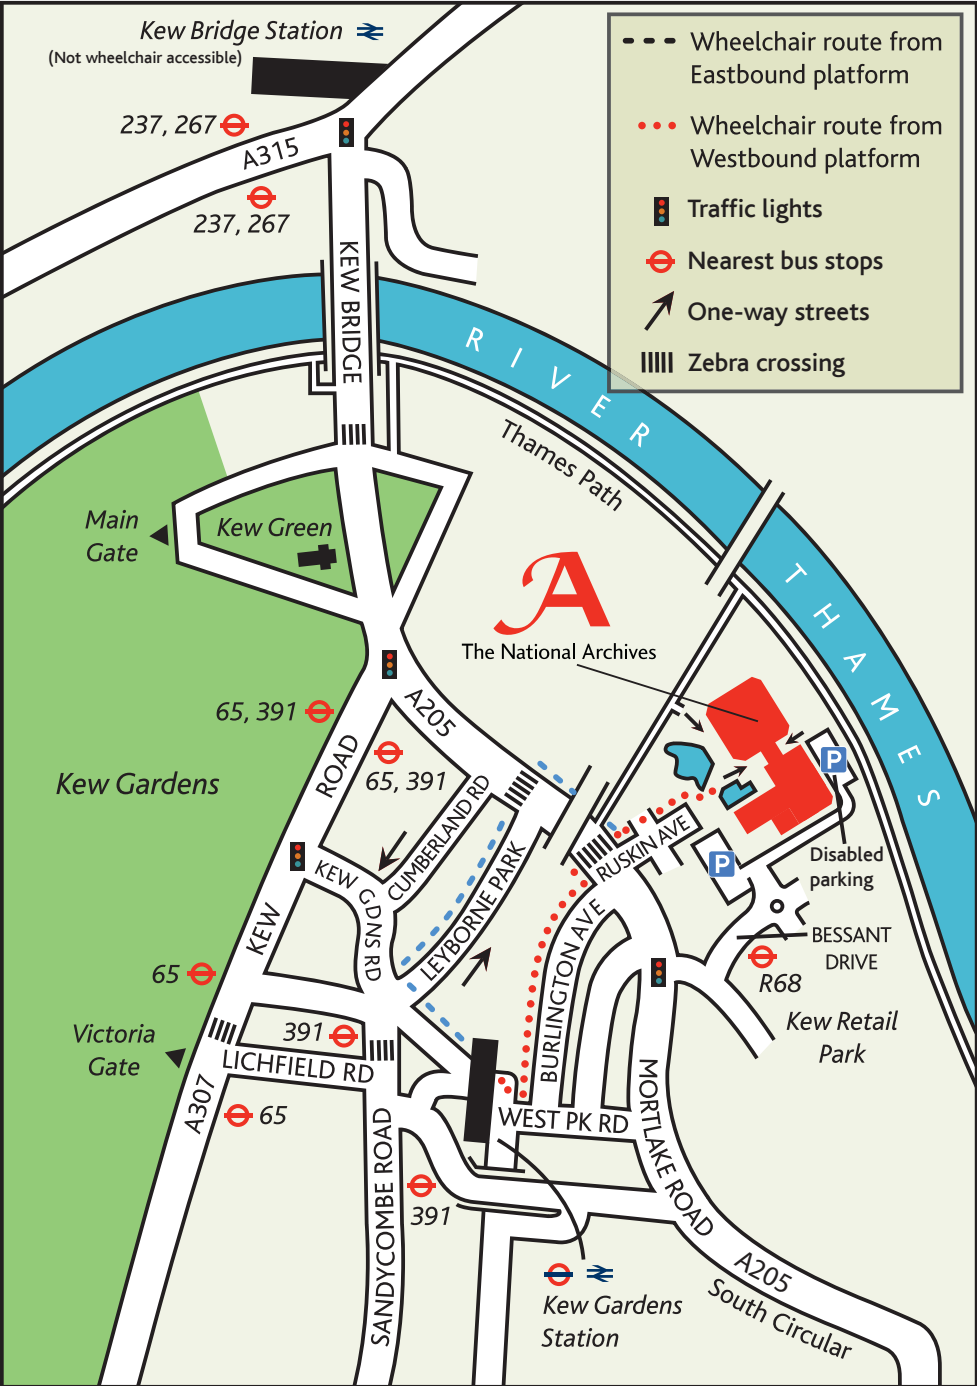 Kew Bridge Station
(Not wheelchair accessible)
237, 267
A315
237, 267
KEW BRIDGE
Wheelchair route from
Eastbound platform
Wheelchair route from
Westbound platform
Traffic lights
Nearest bus stops
One-way streets
Zebra crossing
RIVER THAMES
Thames Path
Main
Gate
Kew Green
A
The National Archives
65, 391
A205
65, 391
Kew Gardens
KEW ROAD
CUMBERLAND RD
KEW GDNS RD
LEYBORNE PARK
RUSKIN AVE
P
P
Disabled
parking
BURLINGTON AVE
BESSANT
DRIVE
R68
Kew Retail
Park
65
Victoria
Gate
391
LICHFIELD RD
A307
65
WEST PK RD
MORTLAKE ROAD
SANDYCOMBE ROAD
391
A205
South Circular
Kew Gardens
Station